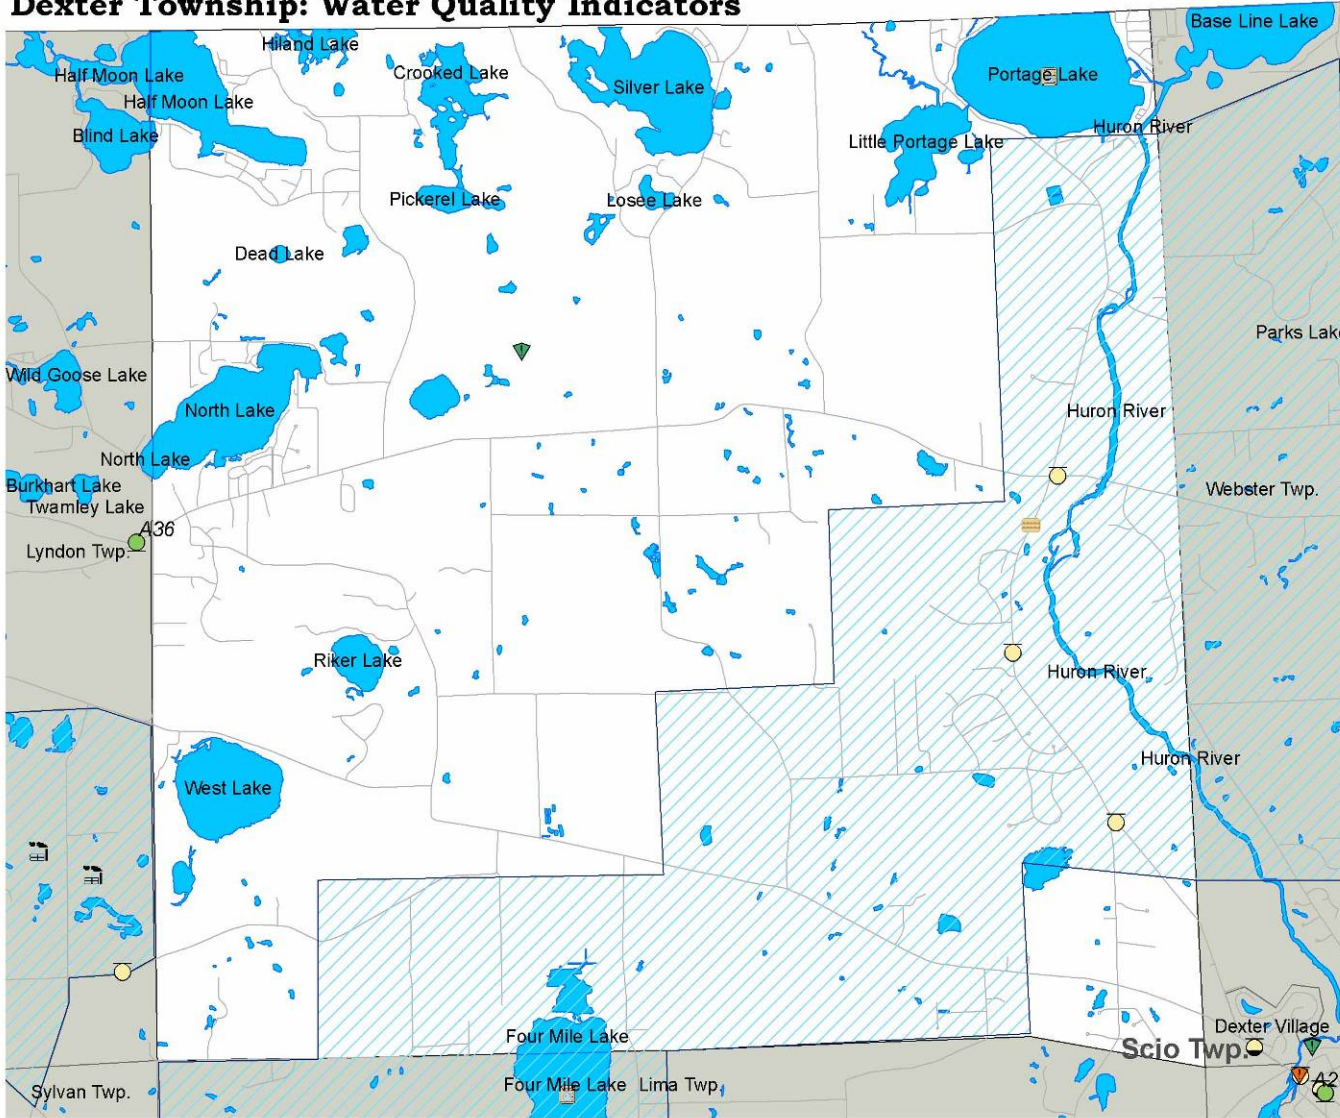 Dexter Township: Water Quality Indicators
Base Line Lake
Hiland Lake
Half Moon Lake
Crooked Lake
Silver Lake
Portage Lake
Half Moon Lake
Blind Lake
Huron River
Little Portage Lake
Pickerel Lake
Losee Lake
Dead Lake
Wild Goose Lake
North Lake
Huron River
North Lake
Burkhart Lake
Twamley Lake
Webster Twp.
A36
Lyndon Twp.
Riker Lake
Huron River
Huron River
West Lake
Four Mile Lake
Dexter Village
Scio Twp.
Four Mile Lake
Lima Twp.
Sylvan Twp.
A2
Parks Lak